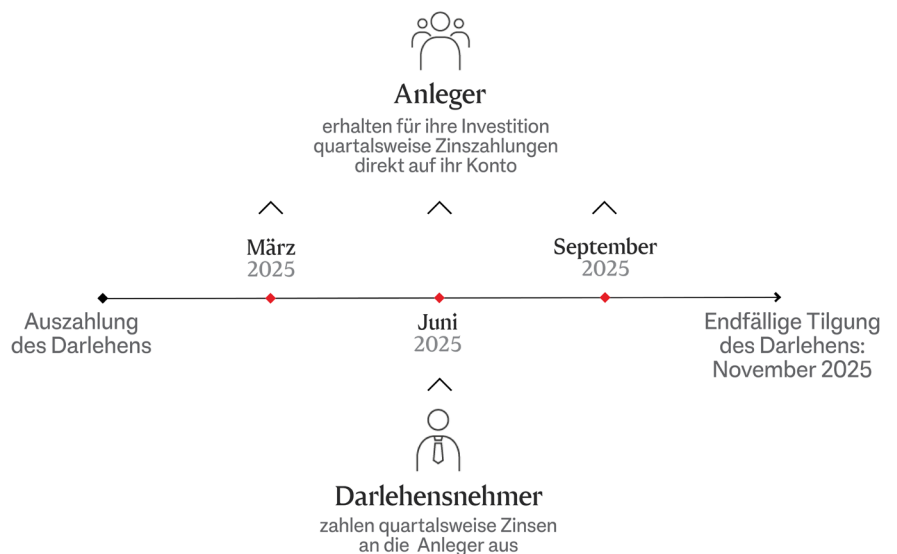 Anleger
erhalten für ihre Investition
quartalsweise Zinszahlungen
direkt auf ihr Konto
März
2025
September
2025
Auszahlung
des Darlehens
Juni
2025
Endfällige Tilgung
des Darlehens:
November 2025
Darlehensnehmer
zahlen quartalsweise Zinsen
an die Anleger aus